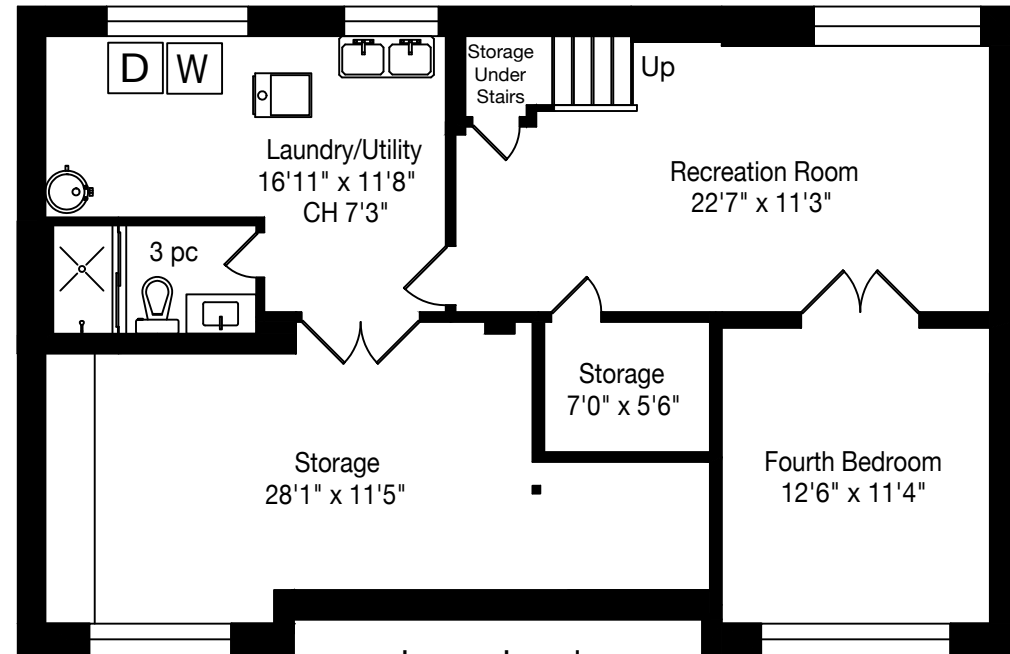 D W
Laundry/Utility
16'11" x 11'8"
CH 7'3"
3 pc
Storage
Under
Stairs
Up
Recreation Room
22'7" x 11'3"
Storage
7'0" x 5'6"
Storage
28'1" x 11'5"
Fourth Bedroom
12'6" x 11'4"